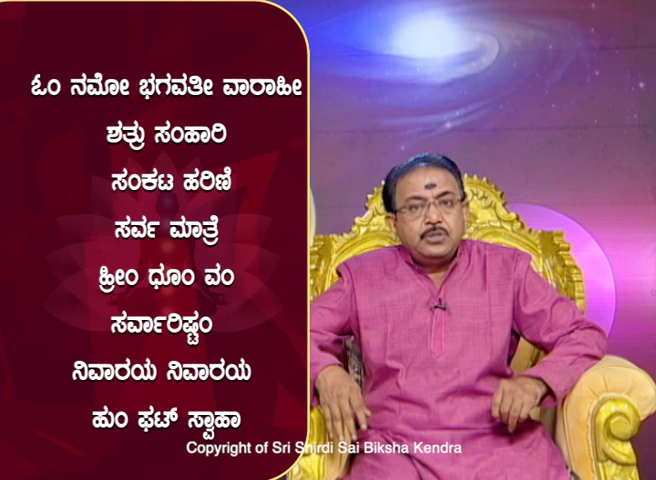 ಓಂ ನಮೋ ಭಗವತೀ ವಾರಾಹೀ
ಶತ್ರು ಸಂಹಾರಿ
ಸಂಕಟ ಹರಿಣಿ
ಸರ್ವ ಮಾತ್ರೆ
ಹ್ರೀಂ ಧೂಂ ವಂ
ಸರ್ವಾರಿಷ್ಟಂ
ನಿವಾರಯ ನಿವಾರಯ
ಹುಂ ಫಟ್ ಸ್ವಾಹಾ
Copyright of Sri Shirdi Sai Biksha Kendra